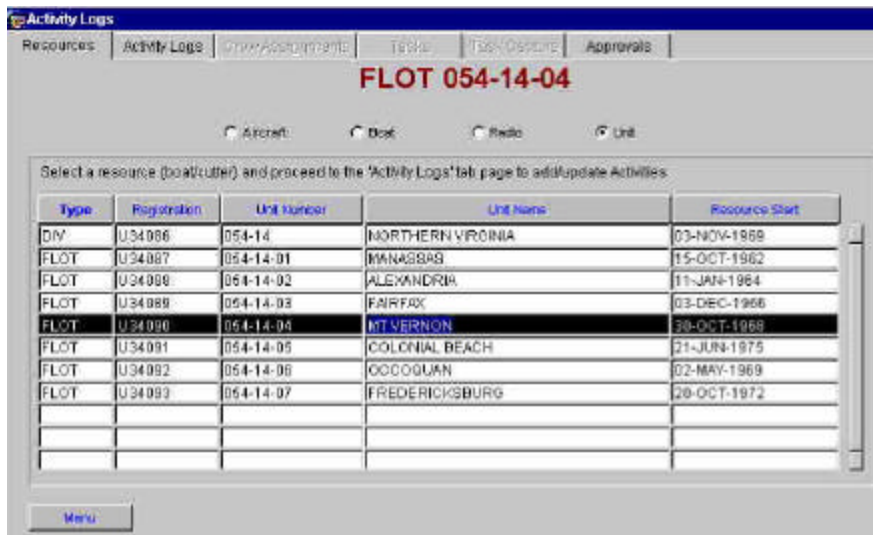 Activity Logs
Resources Activity Logs Crew Assignments Tasks Approvals
FLOT 054-14-04
Aircraft Boat Radio Unit
Select a resource (boat/cutter) and proceed to the 'Activity Logs' tab page to add/update Activities
Type Registration Unit Number Unit Name Resource Start
DIV U34086 054-14 NORTHERN VIRGINIA 03-NOV-1969
FLOT U34087 054-14-01 MANASSAS 15-OCT-1962
FLOT U34088 054-14-02 ALEXANDRIA 11-JAN-1964
FLOT U34089 054-14-03 FAIRFAX 03-DEC-1966
FLOT U34090 054-14-04 MT VERNON 30-OCT-1968
FLOT U34091 054-14-05 COLONIAL BEACH 21-JUN-1975
FLOT U34092 054-14-06 OCCOQUAN 02-MAY-1969
FLOT U34093 054-14-07 FREDERICKSBURG 20-OCT-1972
Menu